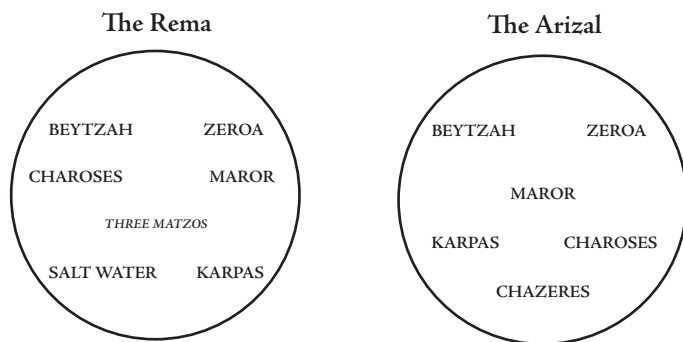 The Rema
BEYTZAH ZEROA
CHAROSES MAROR
THREE MATZOS
SALT WATER KARPAS
The Arizal
BEYTZAH ZEROA
MAROR
KARPAS CHAROSES
CHAZERES